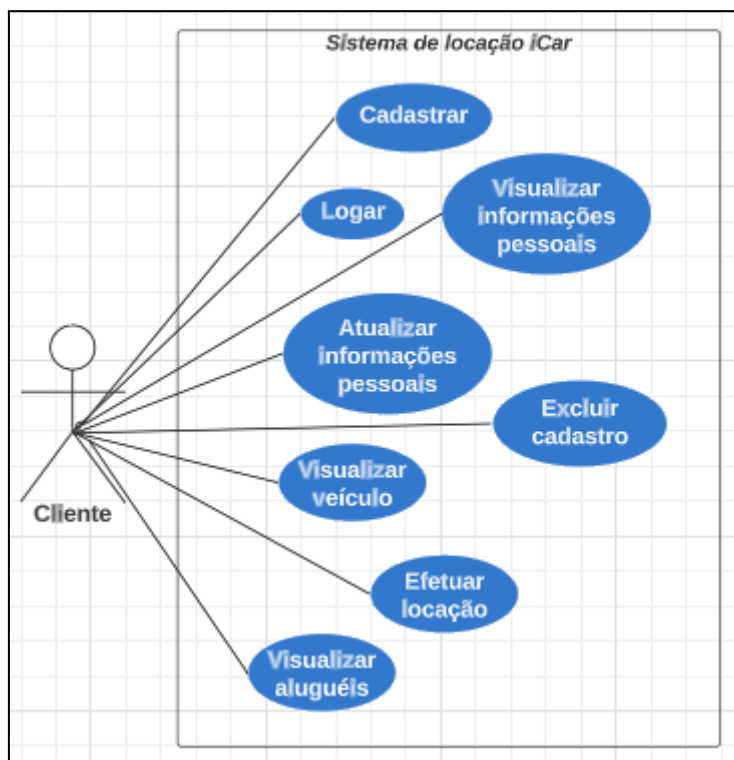 Sistema de locação iCar
Cadastrar
Visualizar
informações
pessoais
Logar
Atualizar
informações
pessoais
Excluir
cadastro
Visualizar
veículo
Cliente
Efetuar
locação
Visualizar
aluguéis